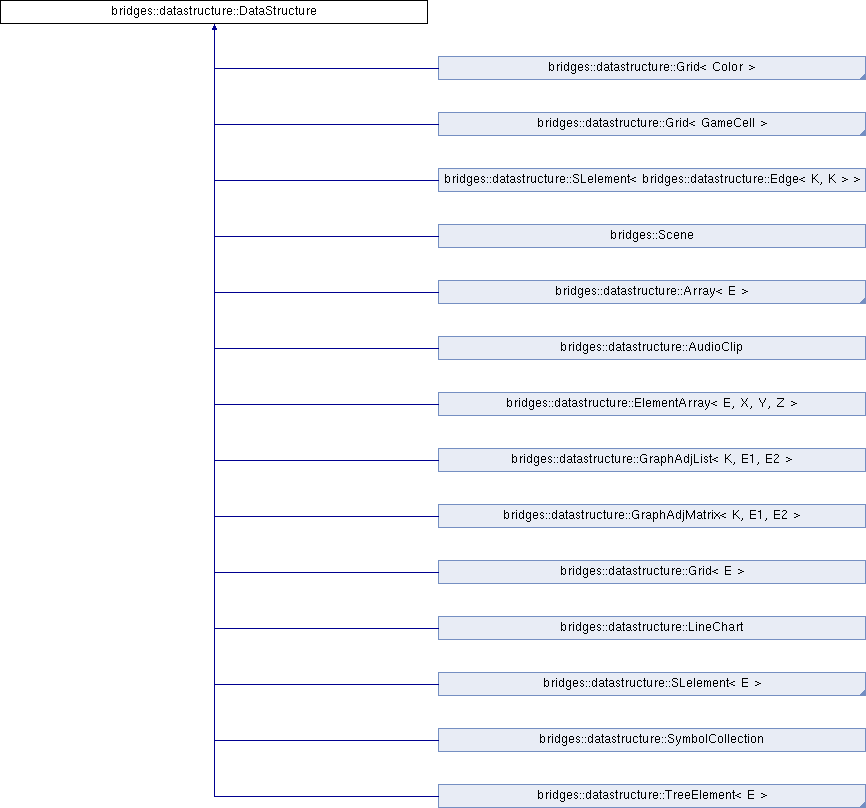 bridges::datastructure::DataStructure
bridges::datastructure::Grid< Color >
bridges::datastructure::Grid< GameCell >
bridges::datastructure::SLelement< bridges::datastructure::Edge< K, K > >
bridges::Scene
bridges::datastructure::Array< E >
bridges::datastructure::AudioClip
bridges::datastructure::ElementArray< E, X, Y, Z >
bridges::datastructure::GraphAdjList< K, E1, E2 >
bridges::datastructure::GraphAdjMatrix< K, E1, E2 >
bridges::datastructure::Grid< E >
bridges::datastructure::LineChart
bridges::datastructure::SLelement< E >
bridges::datastructure::SymbolCollection
bridges::datastructure::TreeElement< E >